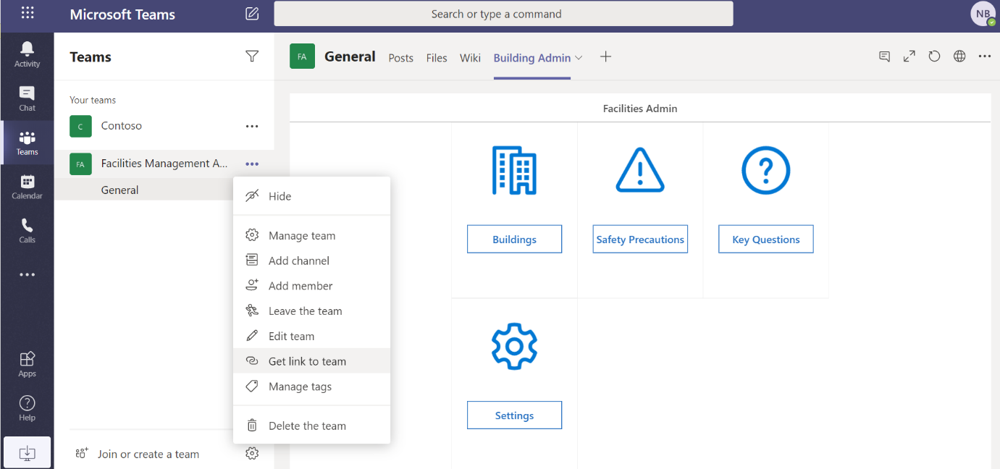 Microsoft Teams
Search or type a command
NB
Activity
Chat
Teams
Calendar
Calls
Apps
Help
Teams
Your teams
C
Contoso
FA
Facilities Management A...
General
Hide
Manage team
Add channel
Add member
Leave the team
Edit team
Get link to team
Manage tags
Delete the team
Join or create a team
FA General Posts Files Wiki Building Admin
Facilities Admin
Buildings Safety Precautions Key Questions
Settings